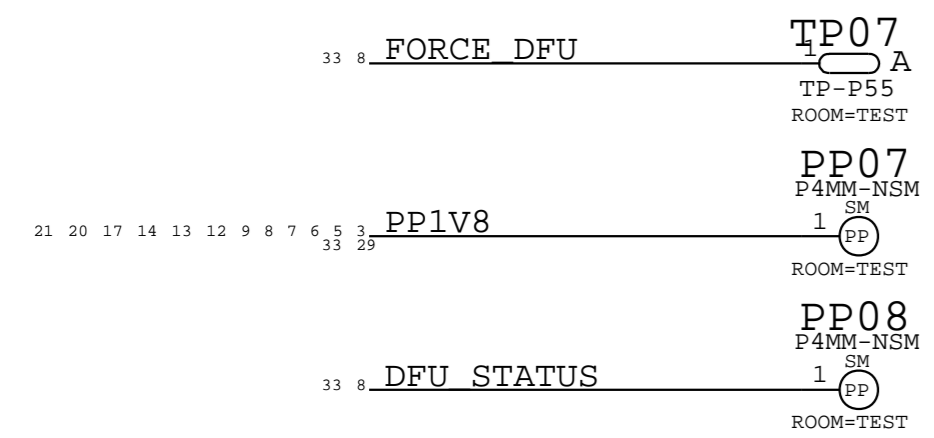 33 8 FORCE_DFU 1 TP07 A
TP-P55
ROOM=TEST
PP07
P4MM-NSM
SM
21 20 17 14 13 12 9 8 7 6 5 3 PP1V8 1 PP
33 29
ROOM=TEST
PP08
P4MM-NSM
SM
33 8 DFU_STATUS 1 PP
ROOM=TEST